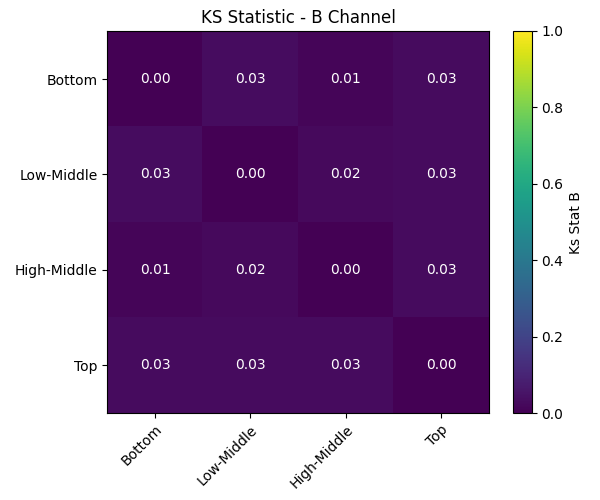 KS Statistic - B Channel
Bottom 0.00 0.03 0.01 0.03
Low-Middle 0.03 0.00 0.02 0.03
High-Middle 0.01 0.02 0.00 0.03
Top 0.03 0.03 0.03 0.00
Bottom Low-Middle High-Middle Top
1.0
0.8
0.6
0.4
0.2
0.0
Ks Stat B